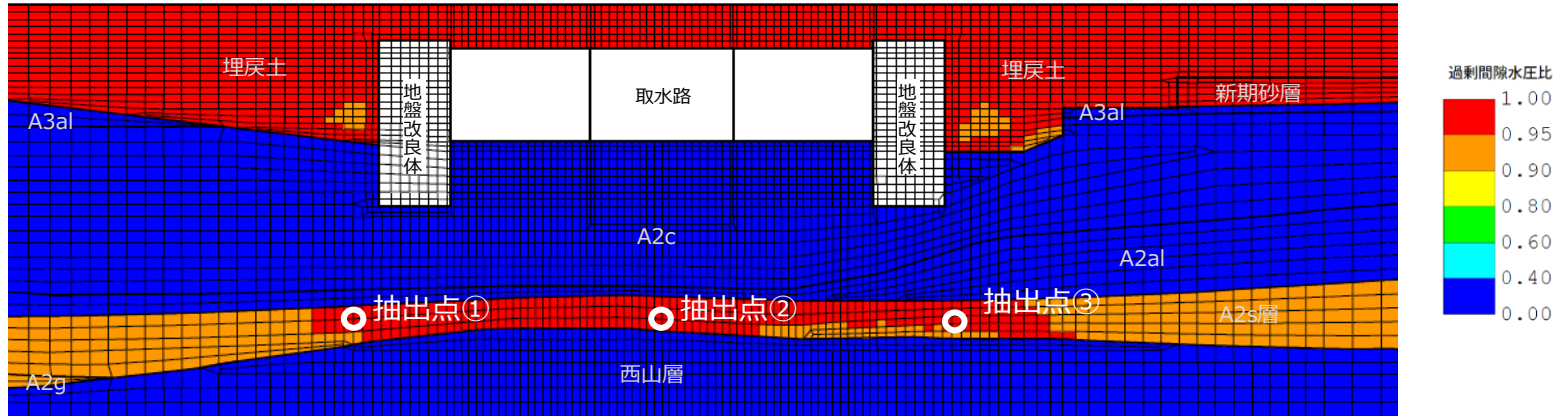 埋戻土
地盤改良体
取水路
地盤改良体
埋戻土
新期砂層
A3al
A3al
A2c
A2al
抽出点①
抽出点②
抽出点③
A2s層
A2g
西山層
過剰間隙水圧比
1.00
0.95
0.90
0.80
0.60
0.40
0.00